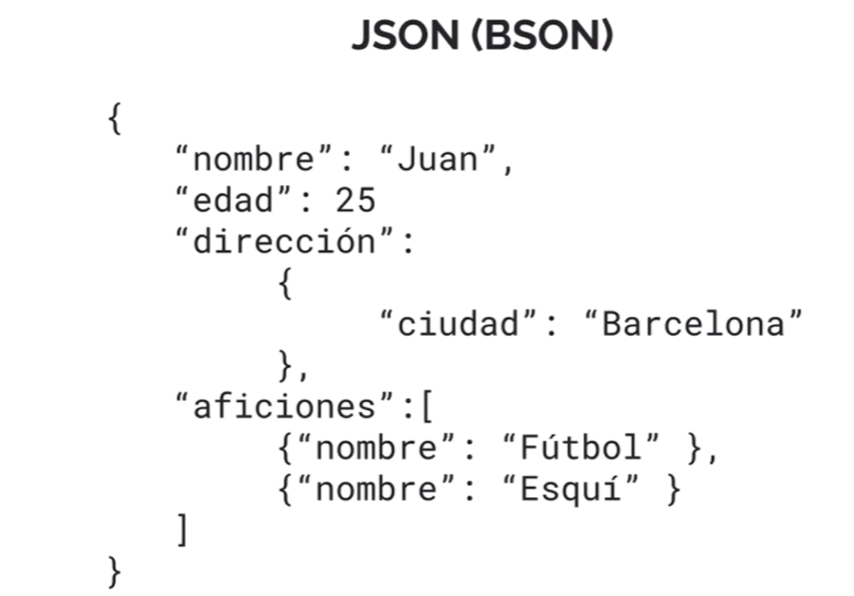 JSON (BSON)
{
“nombre”: “Juan”,
“edad”: 25
“dirección”:
{
“ciudad”: “Barcelona”
},
“aficiones”:[
{“nombre”: “Fútbol” },
{“nombre”: “Esquí” }
]
}